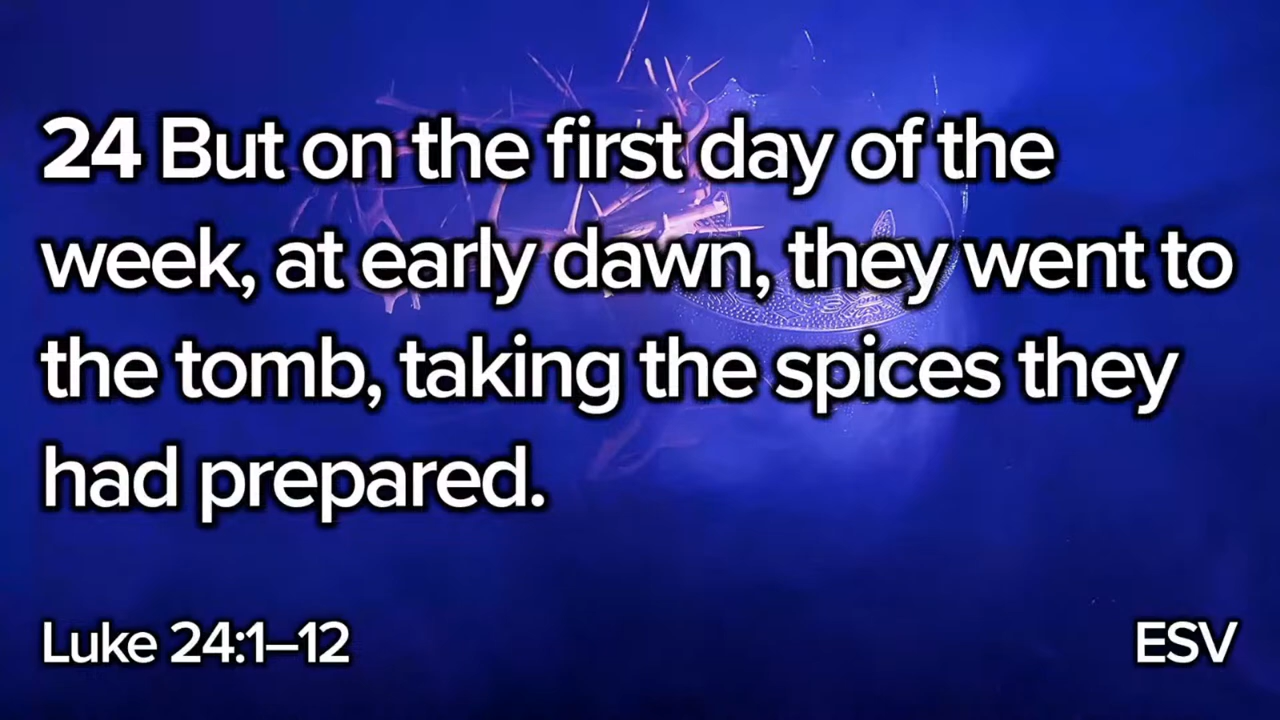 24 But on the first day of the
week, at early dawn, they went to
the tomb, taking the spices they
had prepared.
Luke 24:1–12
ESV